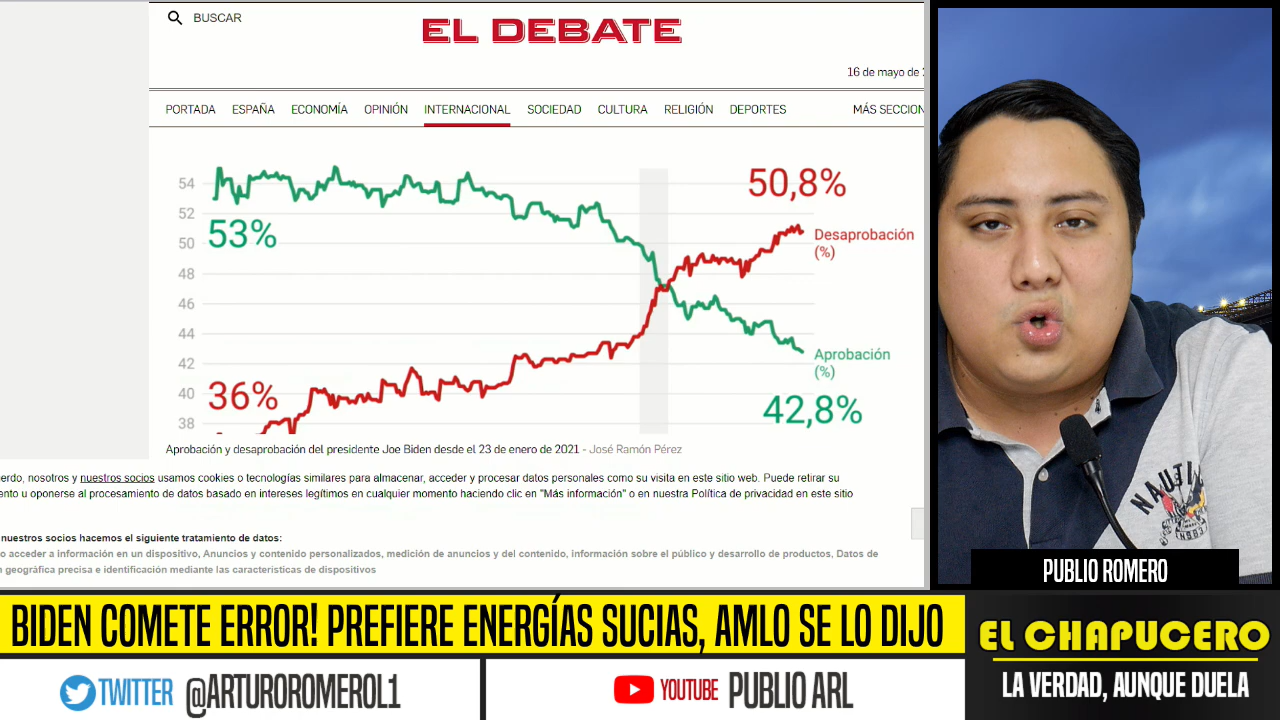 BUSCAR
EL DEBATE
16 de mayo de
PORTADA ESPAÑA ECONOMÍA OPINIÓN INTERNACIONAL SOCIEDAD CULTURA RELIGIÓN DEPORTES MÁS SECCION
54
52
50
48
46
44
42
40
38
53%
36%
50,8%
Desaprobación
(%)
Aprobación
(%)
42,8%
Aprobación y desaprobación del presidente Joe Biden desde el 23 de enero de 2021 - José Ramón Pérez
erdo, nosotros y nuestros socios usamos cookies o tecnologías similares para almacenar, acceder y procesar datos personales como su visita en este sitio web. Puede retirar su
ento u oponerse al procesamiento de datos basado en intereses legítimos en cualquier momento haciendo clic en "Más información" o en nuestra Política de privacidad en este sitio
nuestros socios hacemos el siguiente tratamiento de datos:
o acceder a información en un dispositivo, Anuncios y contenido personalizados, medición de anuncios y del contenido, información sobre el público y desarrollo de productos, Datos de
n geográfica precisa e identificación mediante las características de dispositivos
NAUTI
PUBLIO ROMERO
BIDEN COMETE ERROR! PREFIERE ENERGÍAS SUCIAS, AMLO SE LO DIJO
EL CHAPUCERO
LA VERDAD, AUNQUE DUELA
TWITTER @ARTUROROMEROL1
YOUTUBE PUBLIO ARL